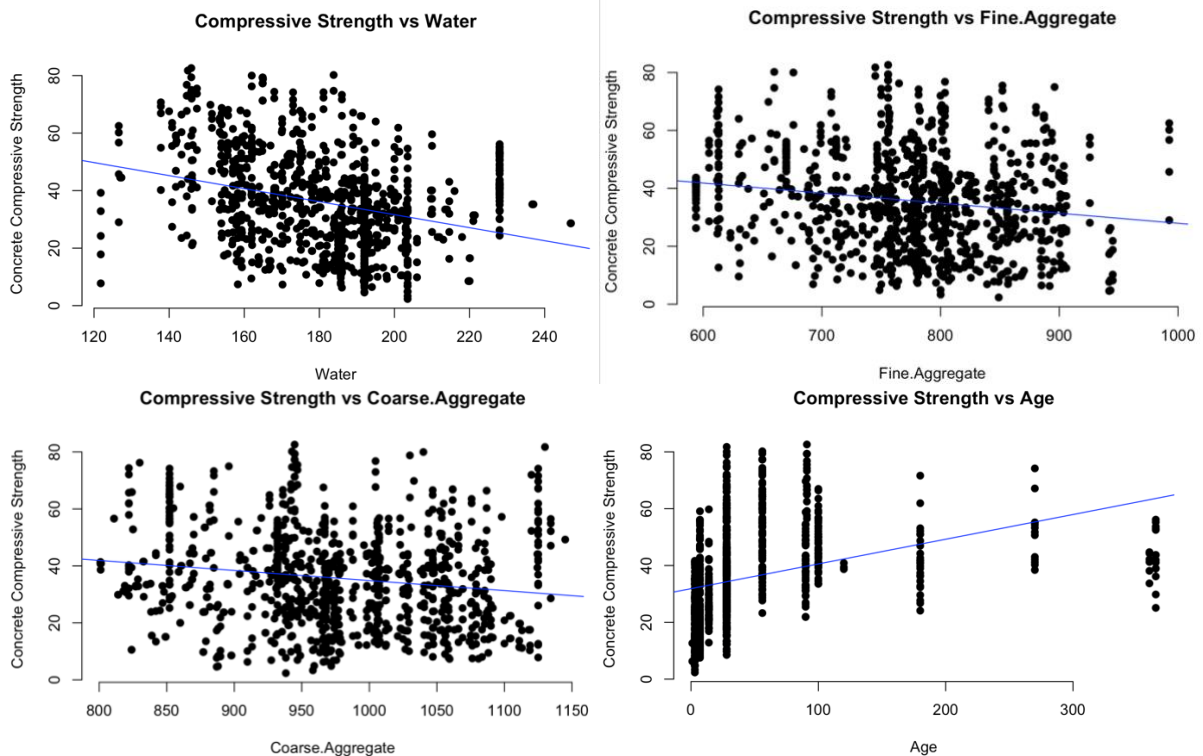 Compressive Strength vs Water
Concrete Compressive Strength
80
60
40
20
0
120 140 160 180 200 220 240
Water
Compressive Strength vs Fine.Aggregate
Concrete Compressive Strength
80
60
40
20
0
600 700 800 900 1000
Fine.Aggregate
Compressive Strength vs Coarse.Aggregate
Concrete Compressive Strength
80
60
40
20
0
800 850 900 950 1000 1050 1100 1150
Coarse.Aggregate
Compressive Strength vs Age
Concrete Compressive Strength
80
60
40
20
0
0 100 200 300
Age